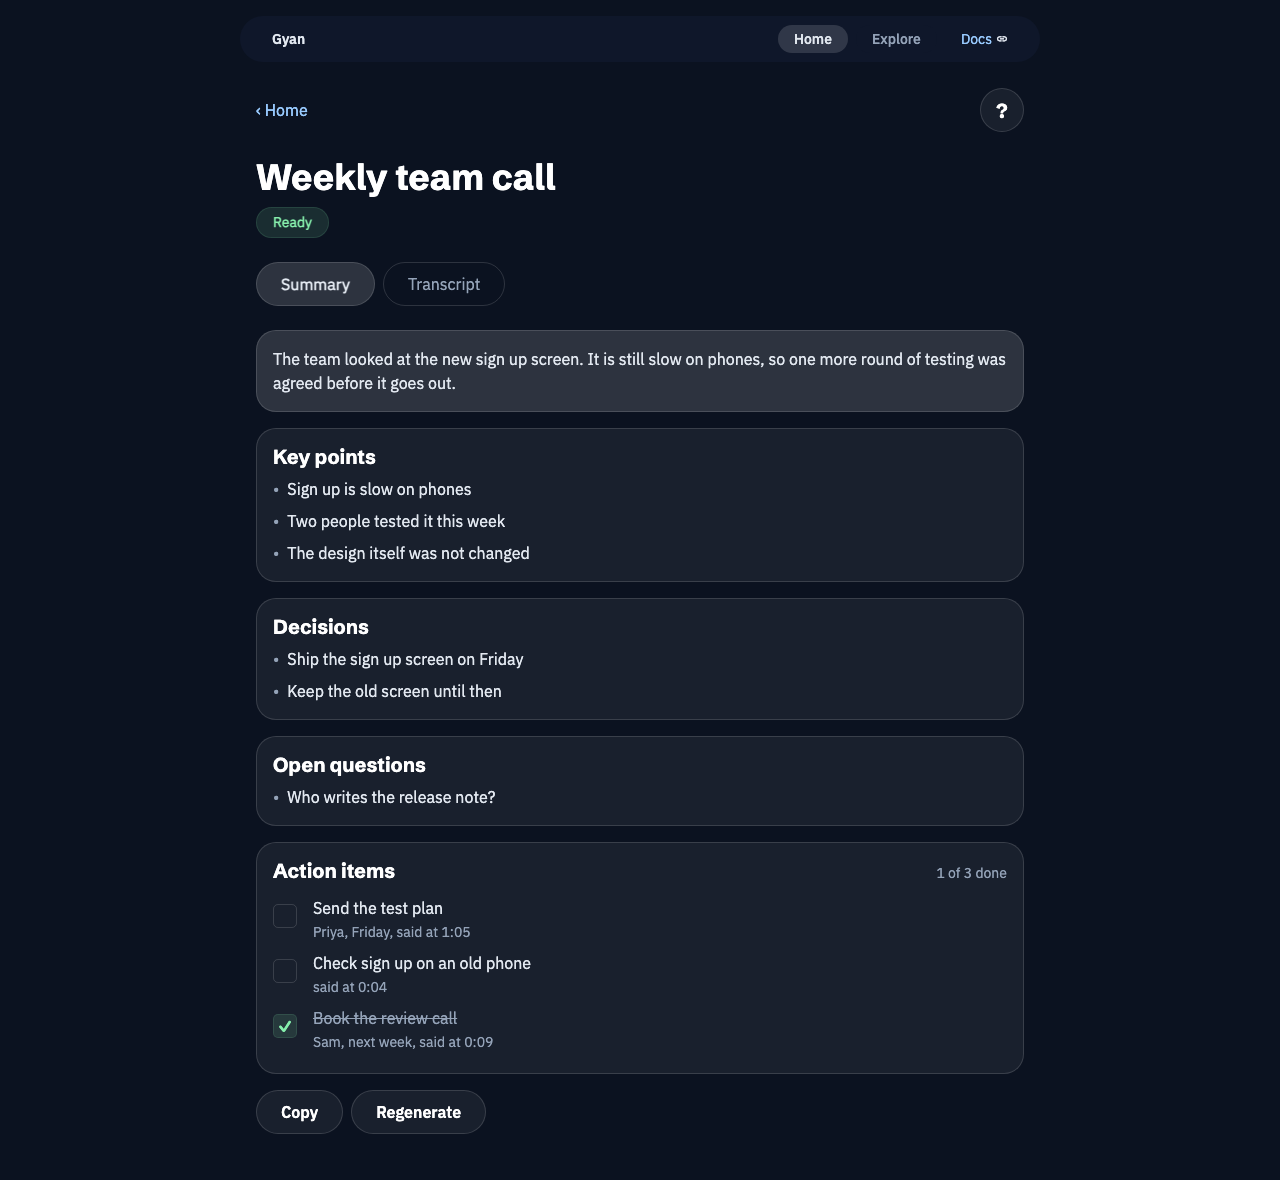 Gyan
Home
Explore
Docs
‹ Home
?
Weekly team call
Ready
Summary
Transcript
The team looked at the new sign up screen. It is still slow on phones, so one more round of testing was
agreed before it goes out.
Key points
• Sign up is slow on phones
• Two people tested it this week
• The design itself was not changed
Decisions
• Ship the sign up screen on Friday
• Keep the old screen until then
Open questions
• Who writes the release note?
Action items
1 of 3 done
Send the test plan
Priya, Friday, said at 1:05
Check sign up on an old phone
said at 0:04
Book the review call
Sam, next week, said at 0:09
Copy
Regenerate